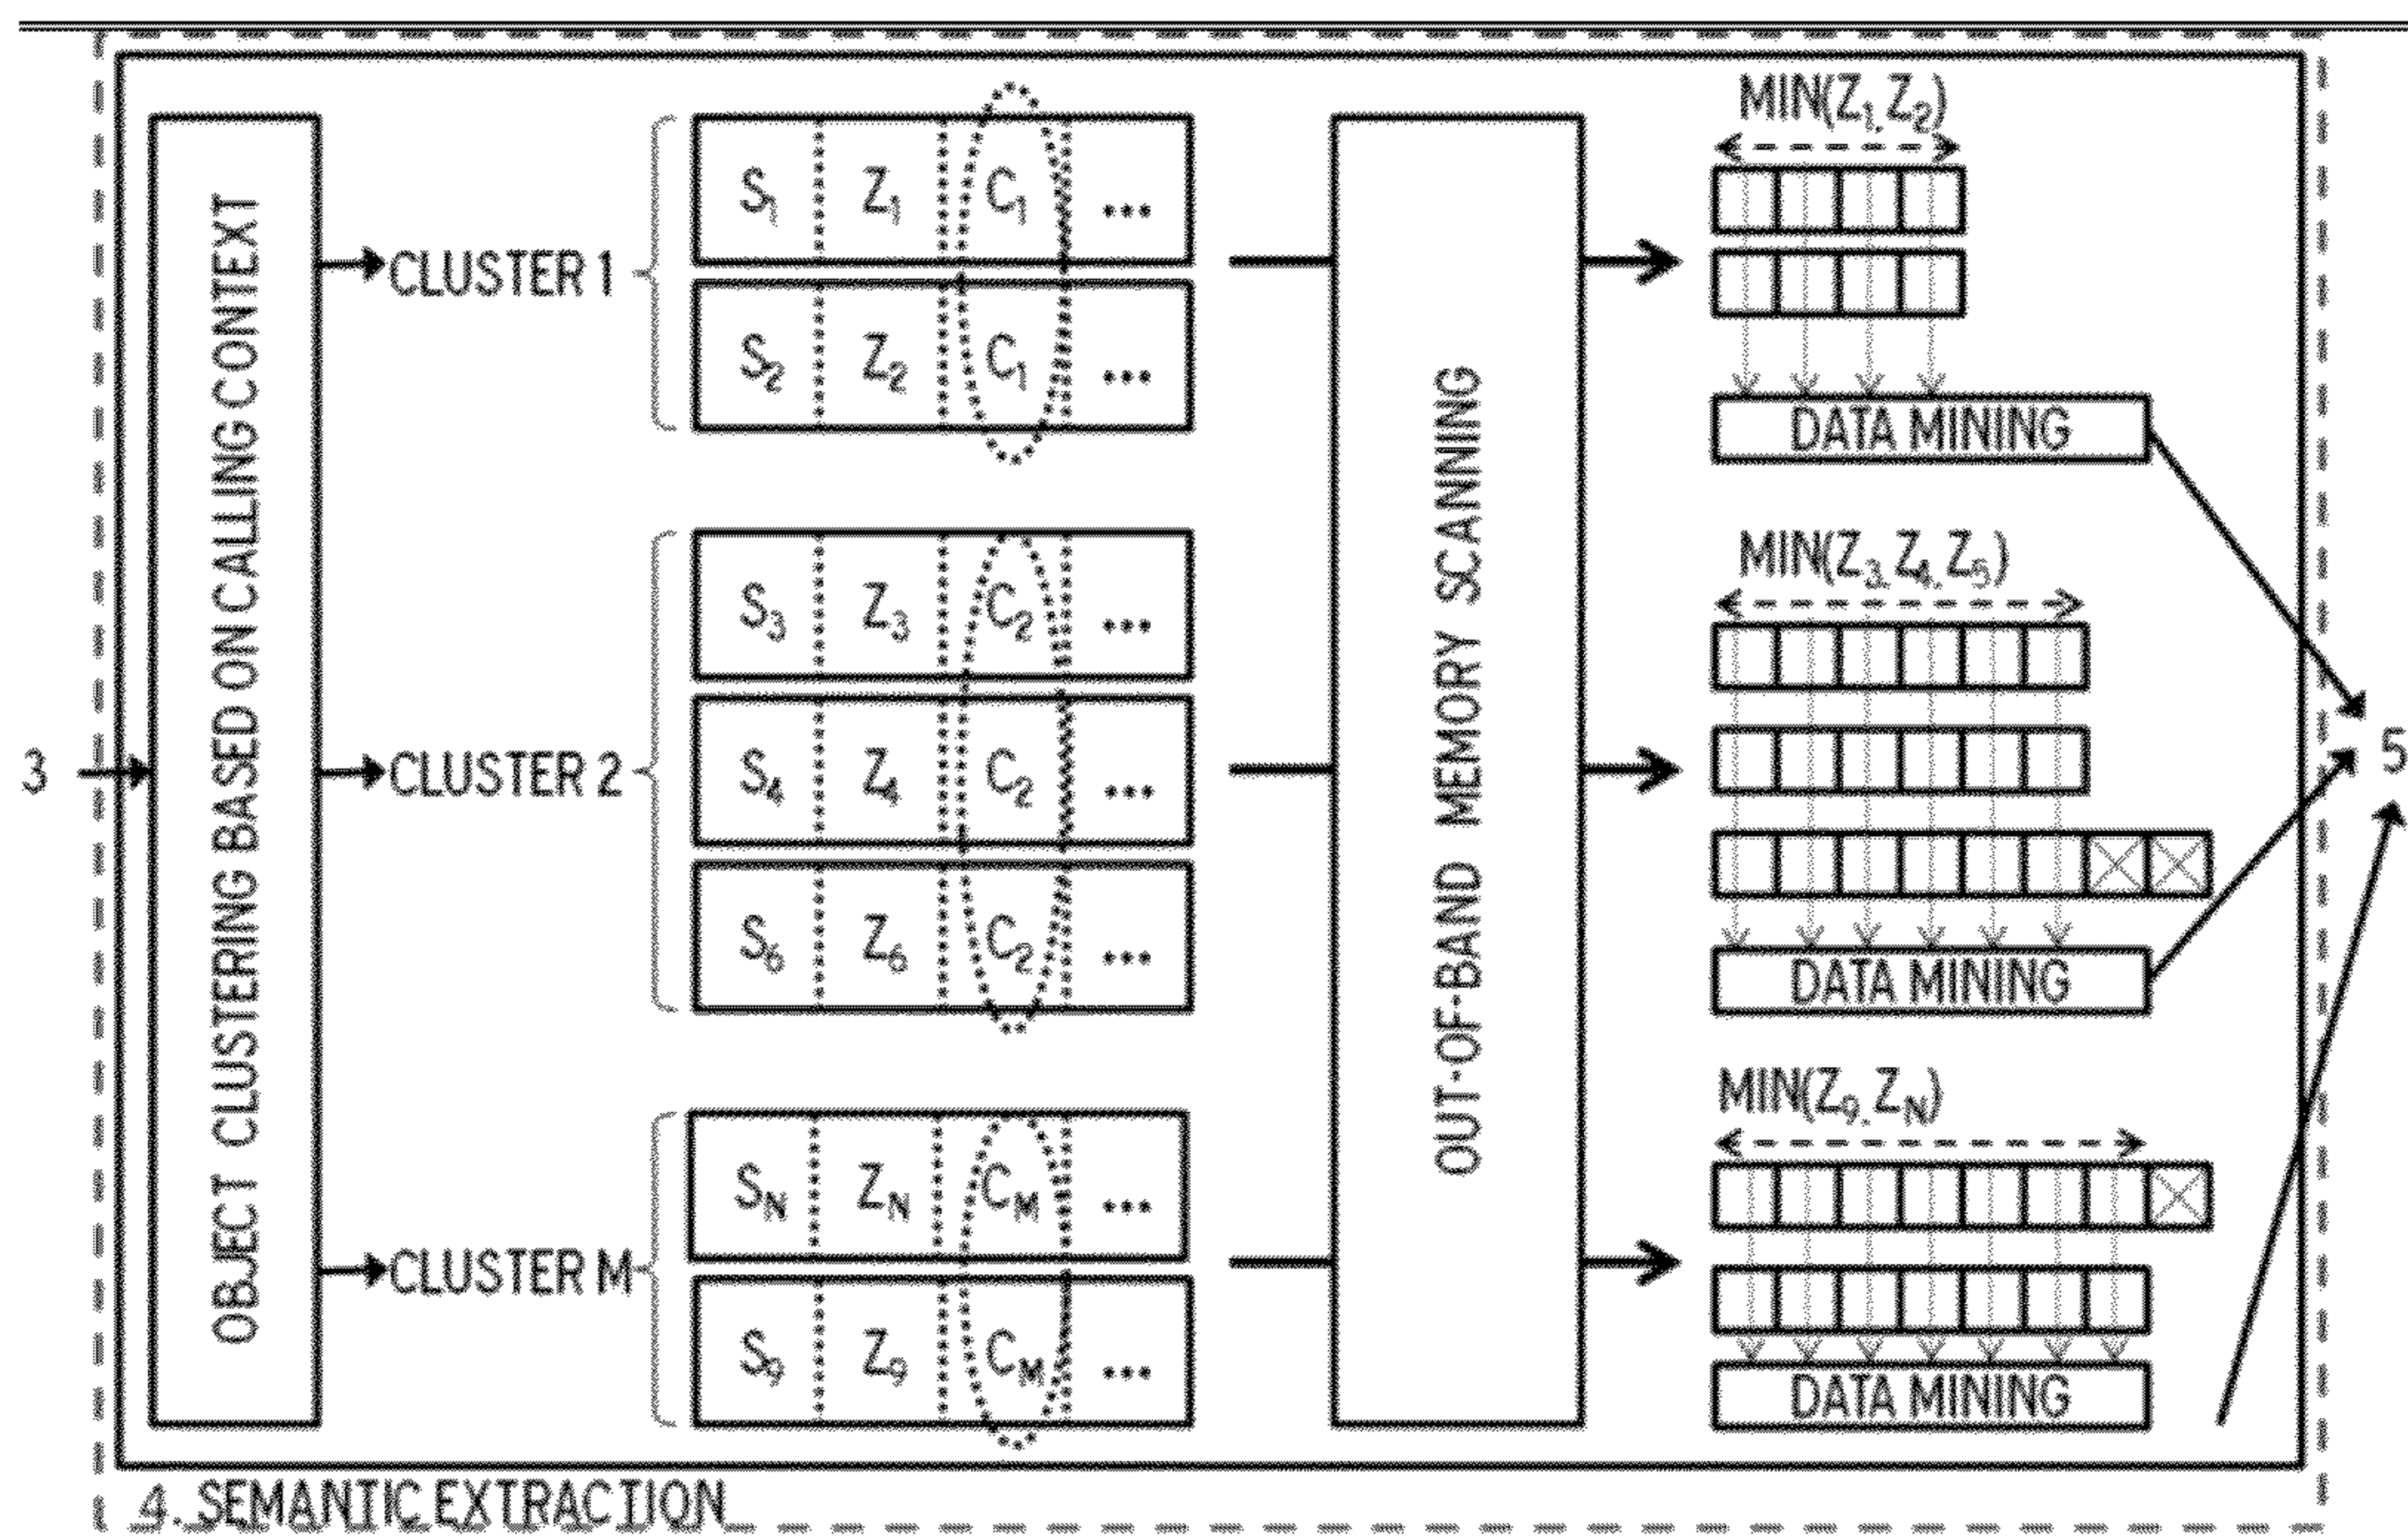 3
OBJECT CLUSTERING BASED ON CALLING CONTEXT
CLUSTER 1
S1 Z1 C1 ...
S2 Z2 C1 ...
CLUSTER 2
S3 Z3 C2 ...
S4 Z4 C2 ...
S6 Z6 C2 ...
CLUSTER M
SN ZN CM ...
S9 Z9 CM ...
OUT-OF-BAND MEMORY SCANNING
MIN(Z1, Z2)
DATA MINING
MIN(Z3, Z4, Z5)
DATA MINING
MIN(Z9, ZN)
DATA MINING
5
4. SEMANTIC EXTRACTION